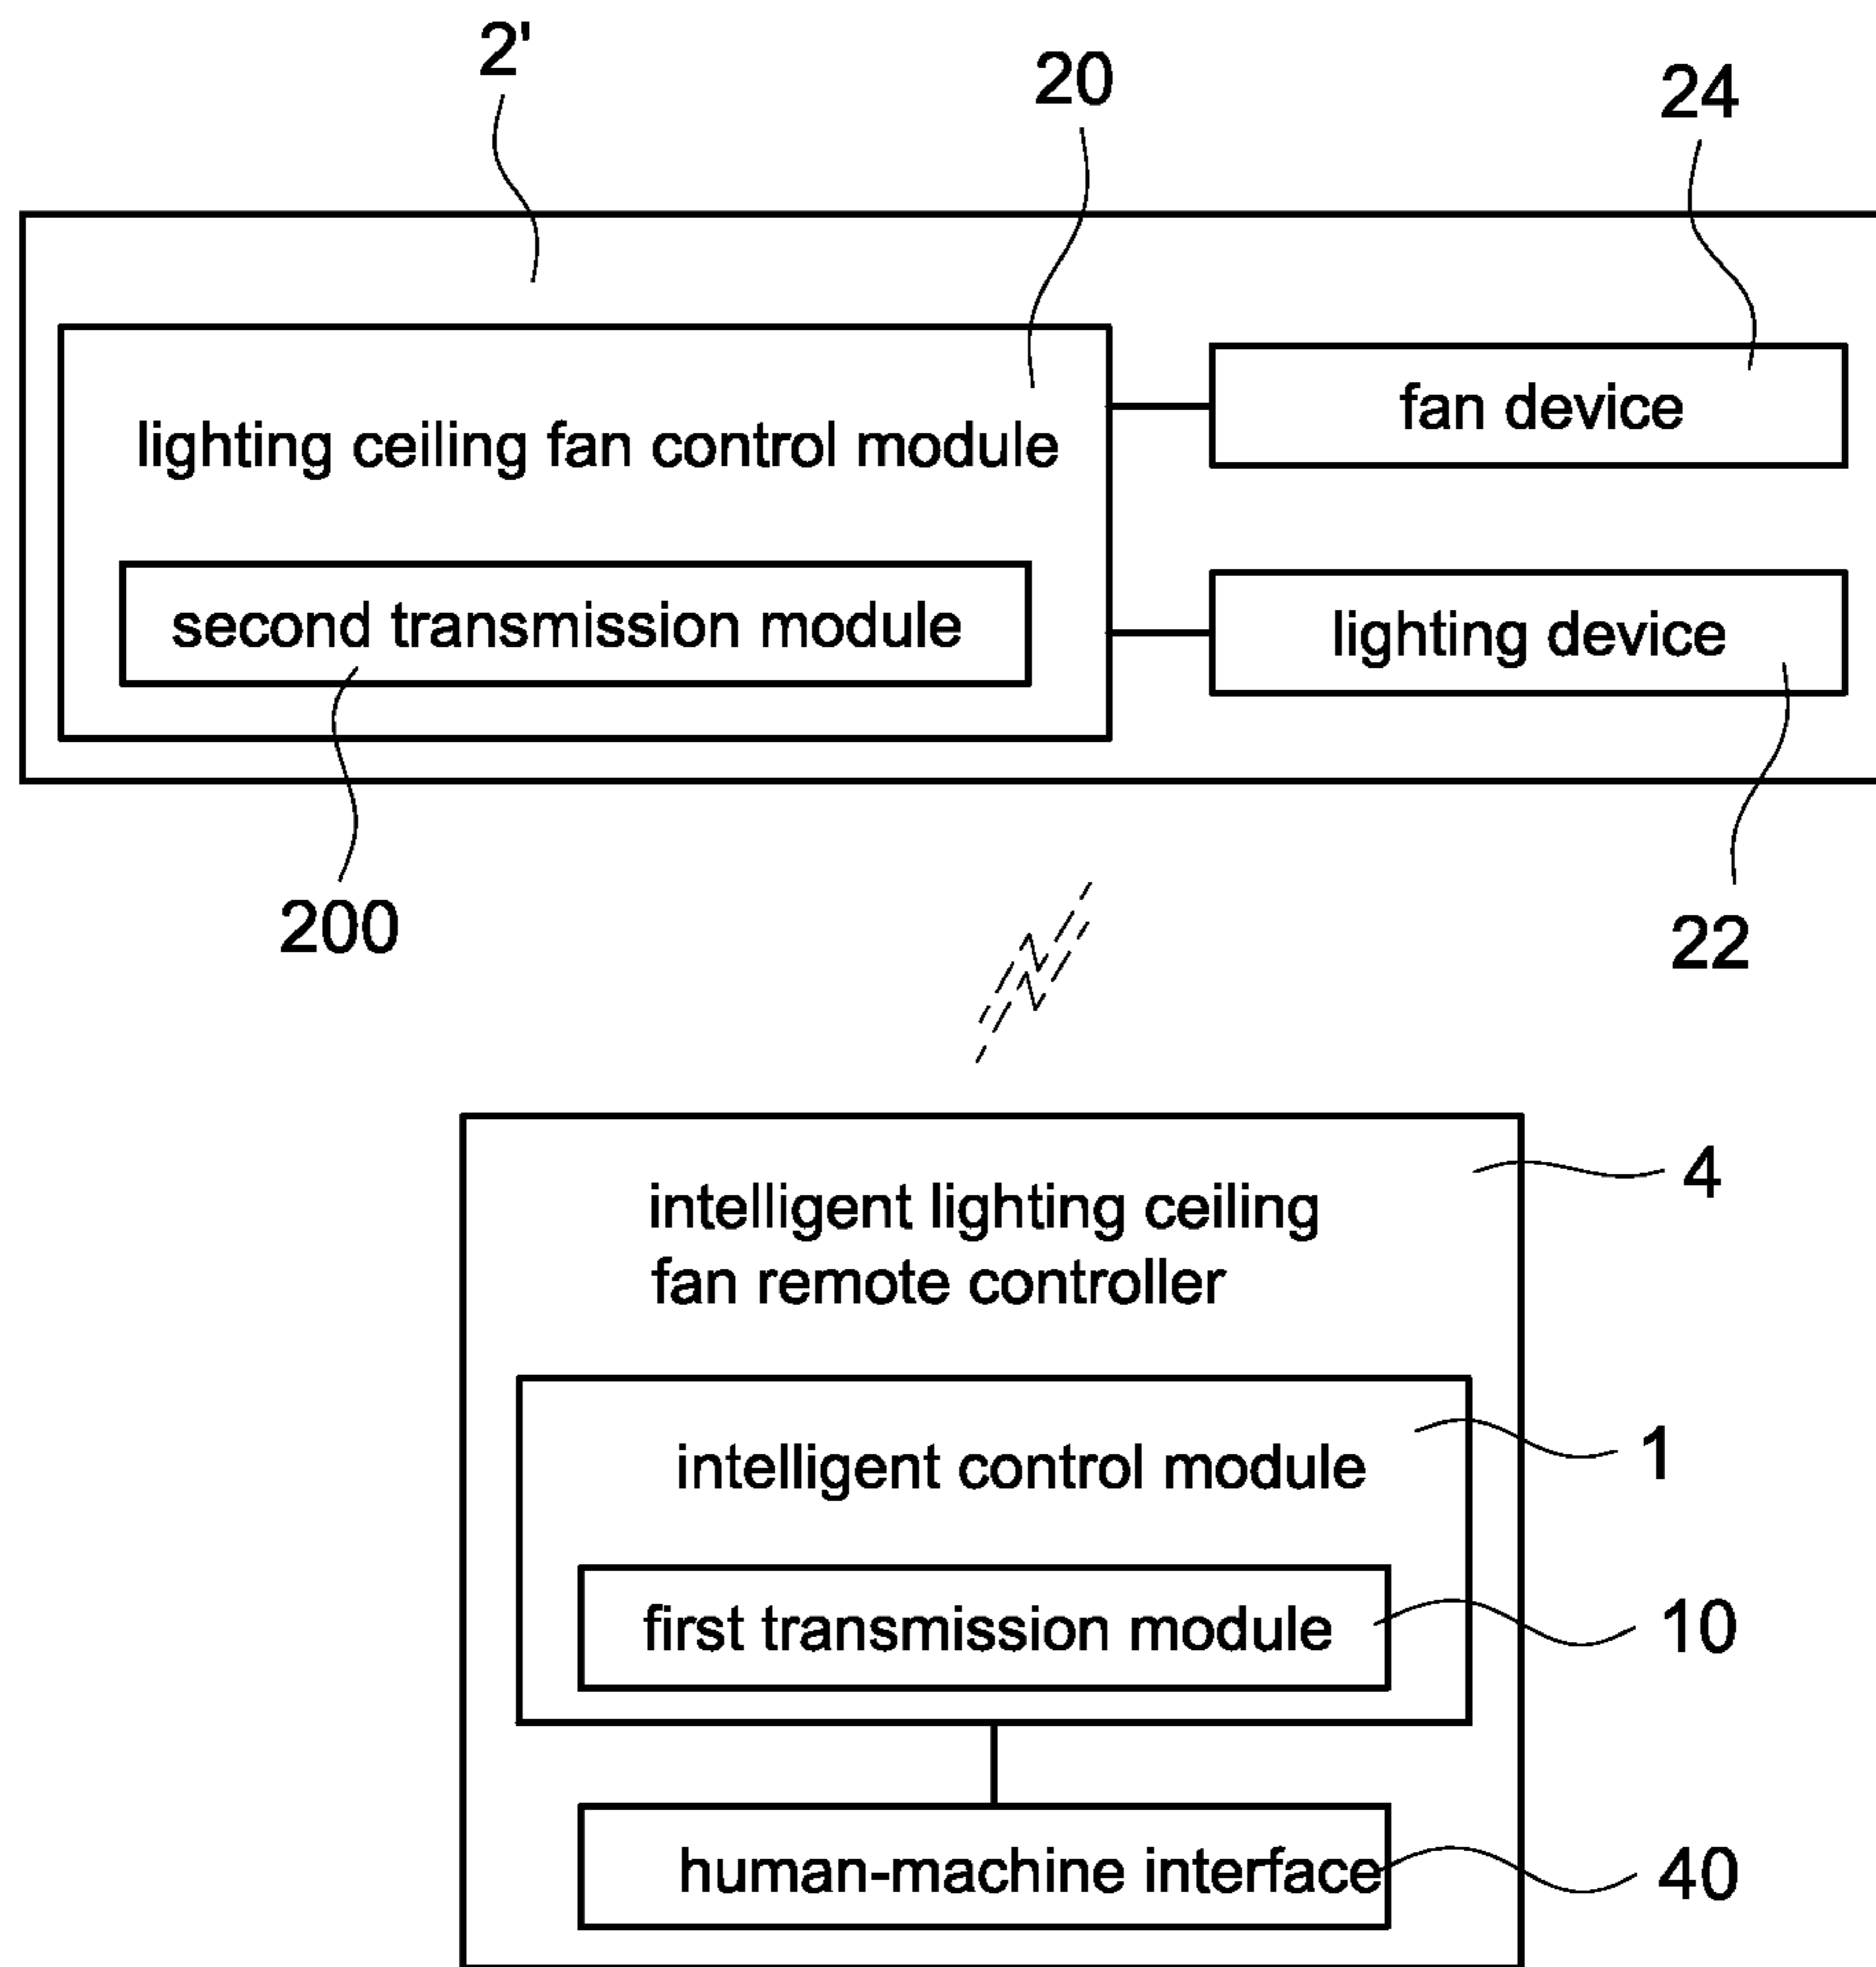 2'
20
24
lighting ceiling fan control module
fan device
second transmission module
lighting device
200
22
intelligent lighting ceiling
fan remote controller
4
intelligent control module
1
first transmission module
10
human-machine interface
40